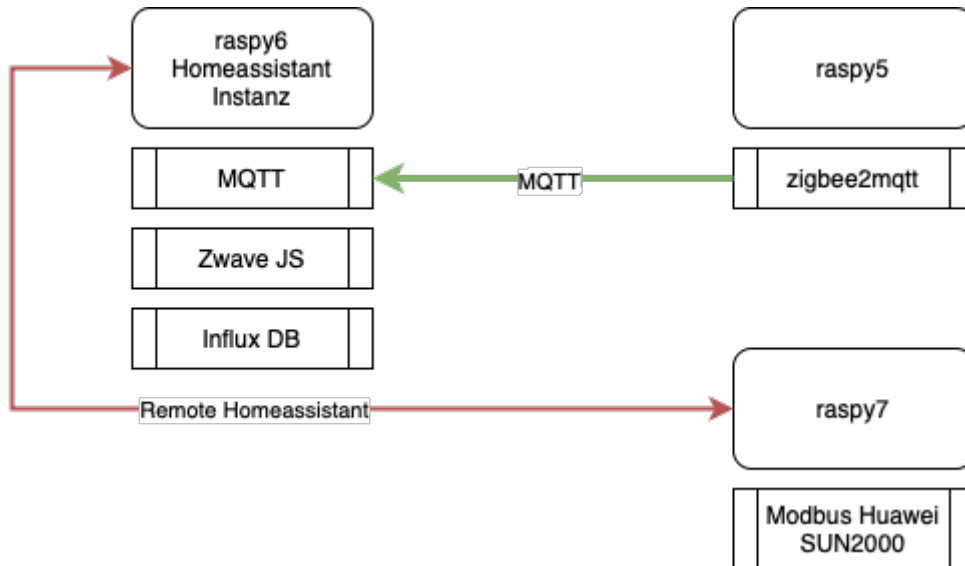 raspy6
Homeassistant
Instanz
raspy5
MQTT
MQTT
zigbee2mqtt
Zwave JS
Influx DB
Remote Homeassistant
raspy7
Modbus Huawei
SUN2000